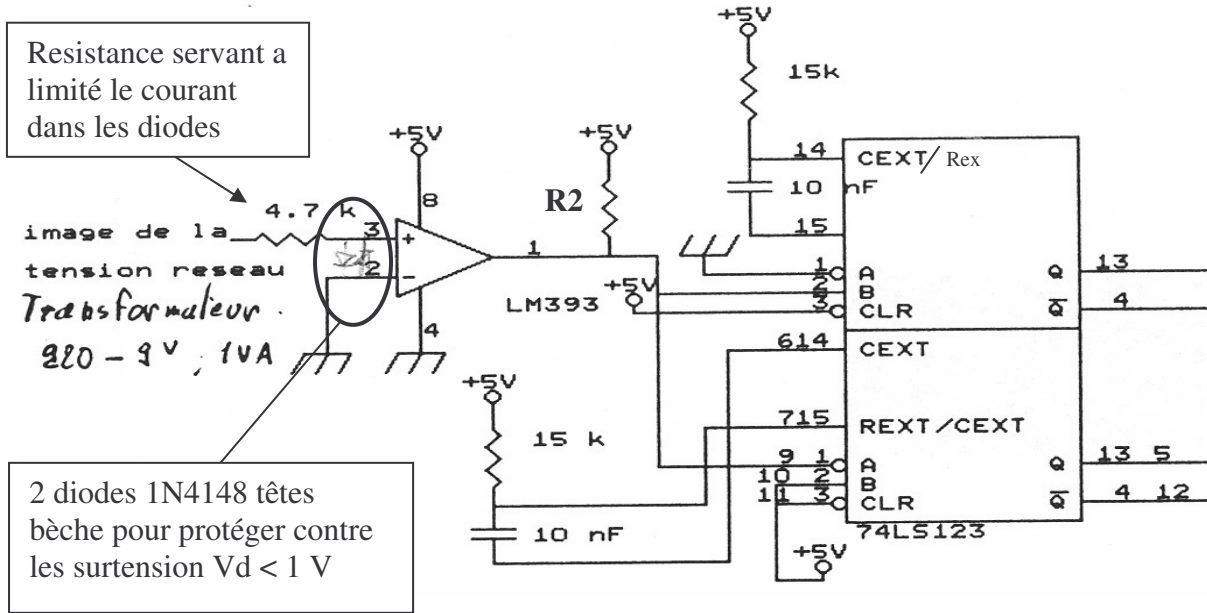 Resistance servant a
limité le courant
dans les diodes
+5V
15k
14
CEXT/ Rex
10 nF
15
+5V
8
R2
4.7 k
image de la
3
+
tension reseau
2
-
1
LM393
4
Transformateur.
220 - 9V, 1VA
+5V
1
A
2
B
3
CLR
Q
13
Q
4
614
CEXT
+5V
15 k
715
REXT/CEXT
9
1
A
10
2
B
11
3
CLR
Q
13 5
Q
4 12
10 nF
74LS123
+5V
2 diodes 1N4148 têtes
bèche pour protéger contre
les surtension Vd < 1 V